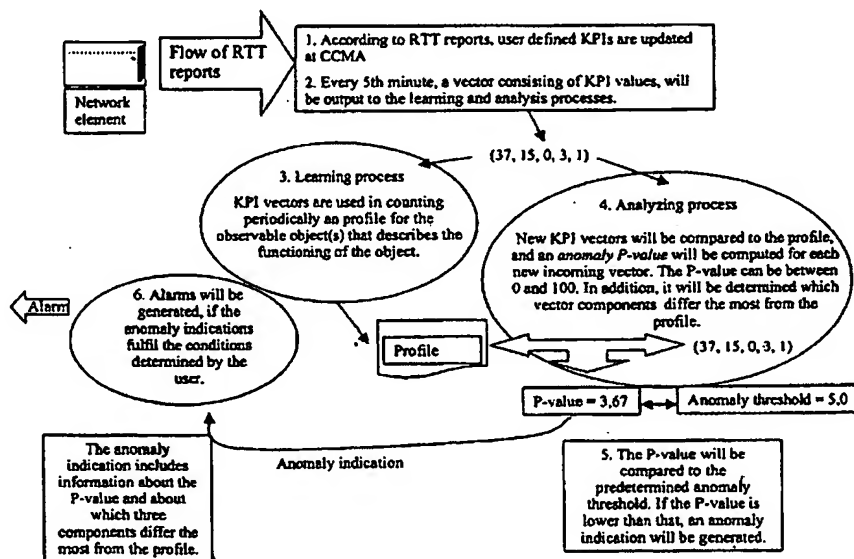 Flow of RTT
reports
Network
element
1. According to RTT reports, user defined KPIs are updated
at CCMA
2. Every 5th minute, a vector consisting of KPI values, will
be output to the learning and analysis processes.
(37, 15, 0, 3, 1)
3. Learning process
KPI vectors are used in counting
periodically an profile for the
observable object(s) that describes the
functioning of the object.
4. Analyzing process
New KPI vectors will be compared to the profile,
and an anomaly P-value will be computed for each
new incoming vector. The P-value can be between
0 and 100. In addition, it will be determined which
vector components differ the most from the
profile.
Alarm
6. Alarms will be
generated, if the
anomaly indications
fulfil the conditions
determined by the
user.
Profile
(37, 15, 0, 3, 1)
P-value = 3,67
Anomaly threshold = 5,0
The anomaly
indication includes
information about the
P-value and about
which three
components differ the
most from the profile.
Anomaly indication
5. The P-value will be
compared to the
predetermined anomaly
threshold. If the P-value is
lower than that, an anomaly
indication will be generated.